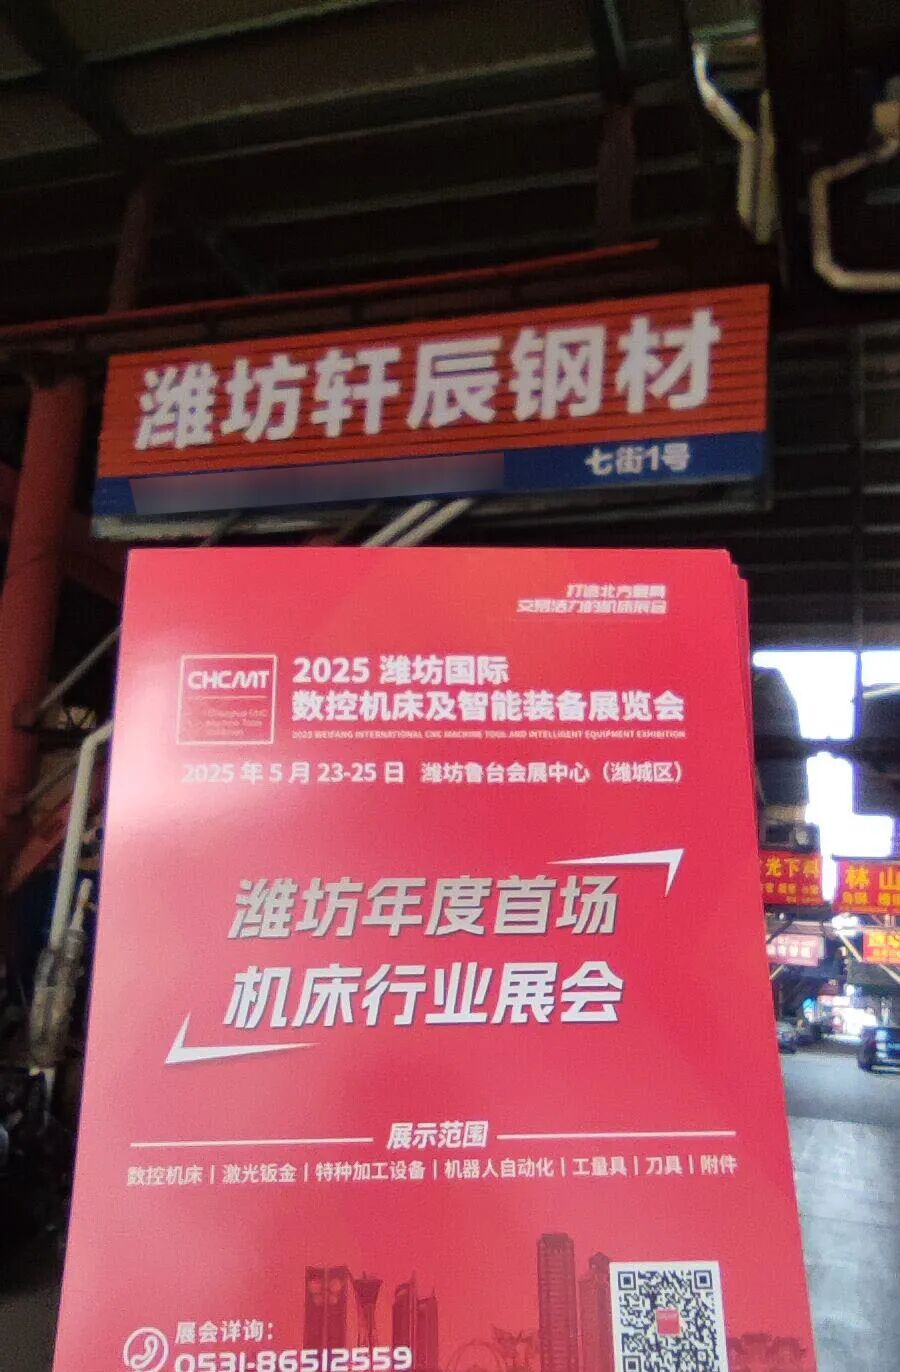 潍坊轩辰钢材
七街1号
打造北方最具
交易活力的机床展会
CHCMT
2025 潍坊国际
数控机床及智能装备展览会
2025 WEIFANG INTERNATIONAL CNC MACHINE TOOL AND INTELLIGENT EQUIPMENT EXHIBITION
2025 年 5 月 23-25 日 潍坊鲁台会展中心（潍城区）
潍坊年度首场
机床行业展会
展示范围
数控机床 | 激光钣金 | 特种加工设备 | 机器人自动化 | 工量具 | 刀具 | 附件
展会详询：
0531-86512559
光下料
林山